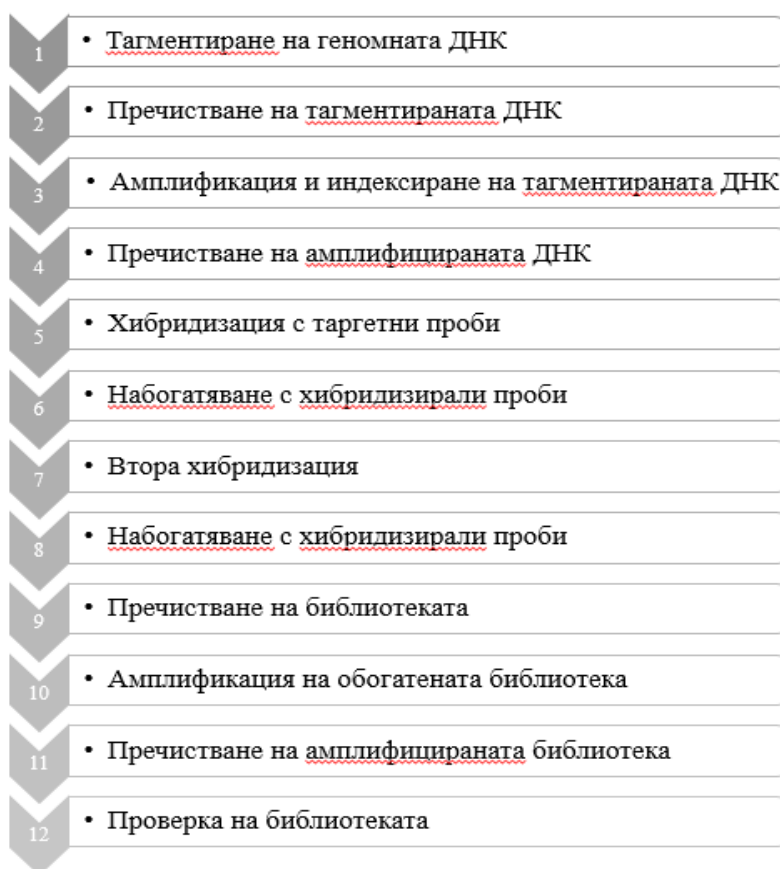 1
• Тагментиране на геномната ДНК
2
• Пречистване на тагментираната ДНК
3
• Амплификация и индексиране на тагментираната ДНК
4
• Пречистване на амплифицираната ДНК
5
• Хибридизация с таргетни проби
6
• Набогатяване с хибридизирали проби
7
• Втора хибридизация
8
• Набогатяване с хибридизирали проби
9
• Пречистване на библиотеката
10
• Амплификация на обогатената библиотека
11
• Пречистване на амплифицираната библиотека
12
• Проверка на библиотеката